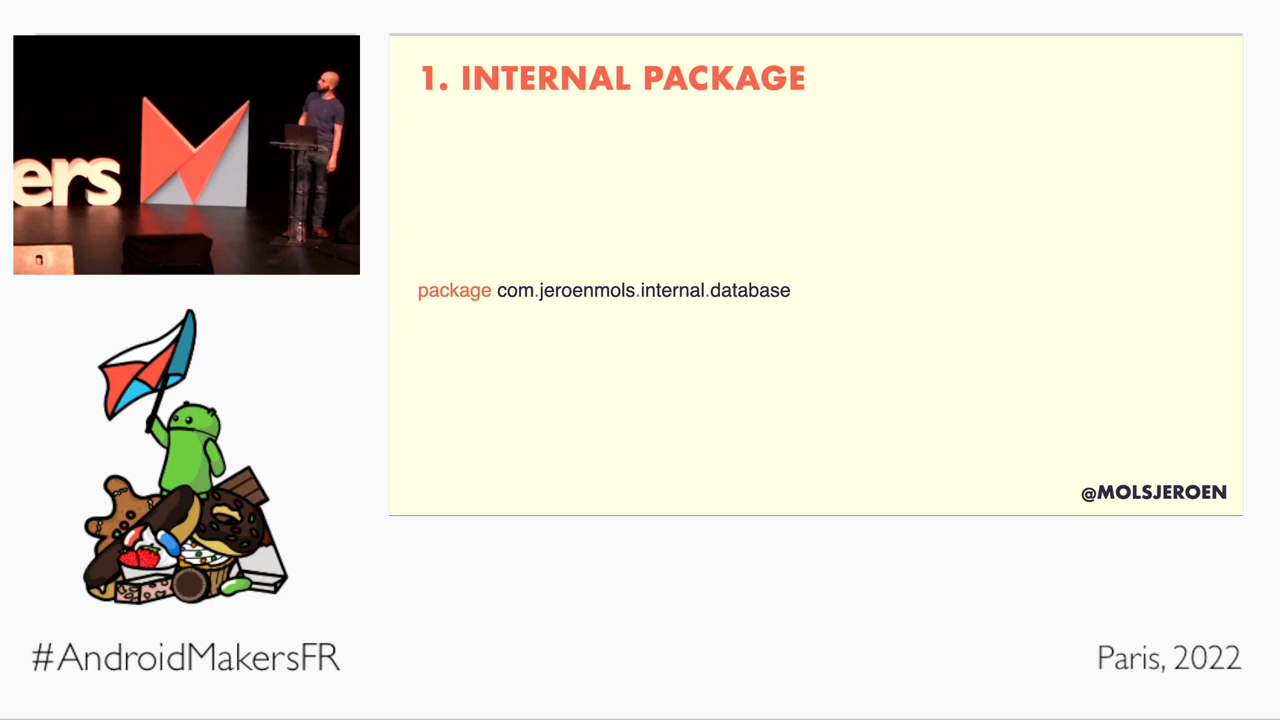 ers
1. INTERNAL PACKAGE
package com.jeroenmols.internal.database
@MOLSJEROEN
#AndroidMakersFR
Paris, 2022